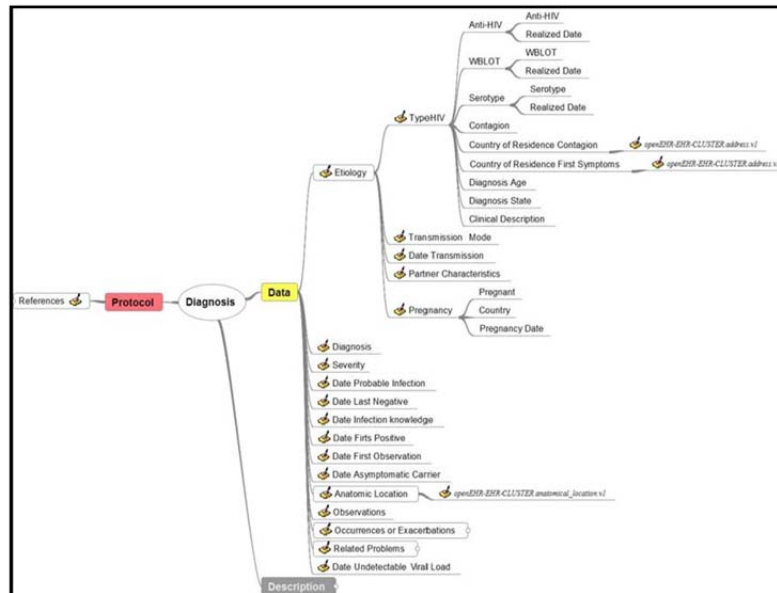 References
Protocol
Diagnosis
Data
Etiology
TypeHIV
Anti-HIV
Anti-HIV
Realized Date
WBLOT
WBLOT
Realized Date
Serotype
Serotype
Realized Date
Contagion
Country of Residence Contagion
openEHR-EHR-CLUSTER.address.v1
Country of Residence First Symptoms
openEHR-EHR-CLUSTER.address.v
Diagnosis Age
Diagnosis State
Clinical Description
Transmission Mode
Date Transmission
Partner Characteristics
Pregnancy
Pregnant
Country
Pregnancy Date
Diagnosis
Severity
Date Probable Infection
Date Last Negative
Date Infection knowledge
Date Firts Positive
Date First Observation
Date Asymptomatic Carrier
Anatomic Location
openEHR-EHR-CLUSTER.anatomical_location.v1
Observations
Occurrences or Exacerbations
Related Problems
Date Undetectable Viral Load
Description